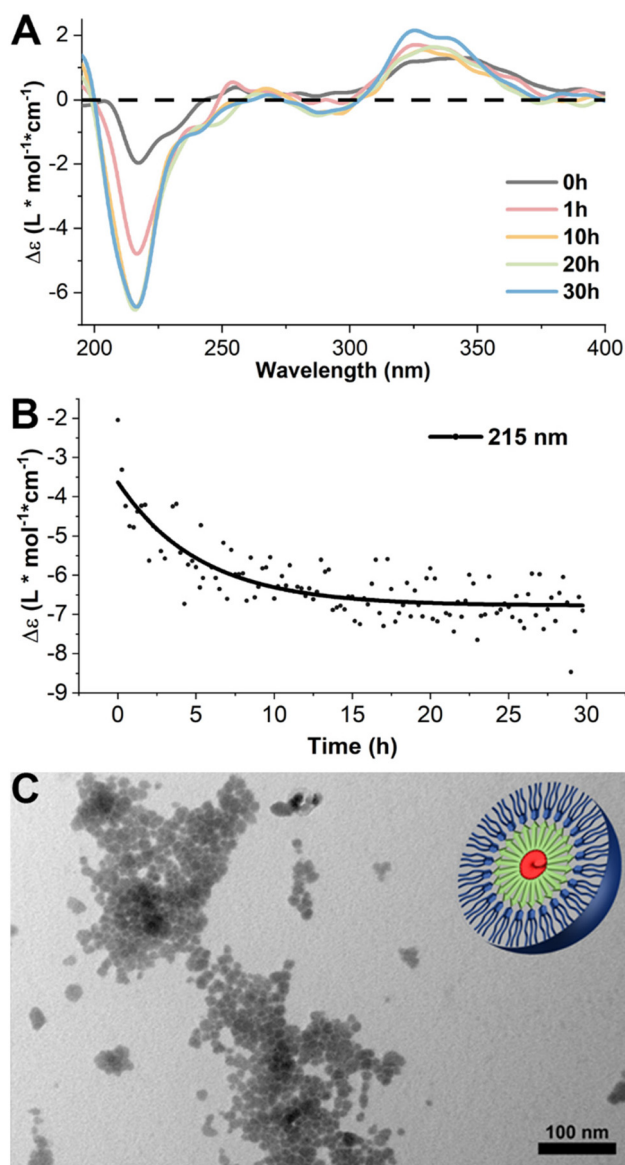 A
Δε (L * mol⁻¹*cm⁻¹)
2
0
-2
-4
-6
0h
1h
10h
20h
30h
200
250
300
350
400
Wavelength (nm)
B
Δε (L * mol⁻¹*cm⁻¹)
-2
-3
-4
-5
-6
-7
-8
-9
215 nm
0
5
10
15
20
25
30
Time (h)
C
100 nm